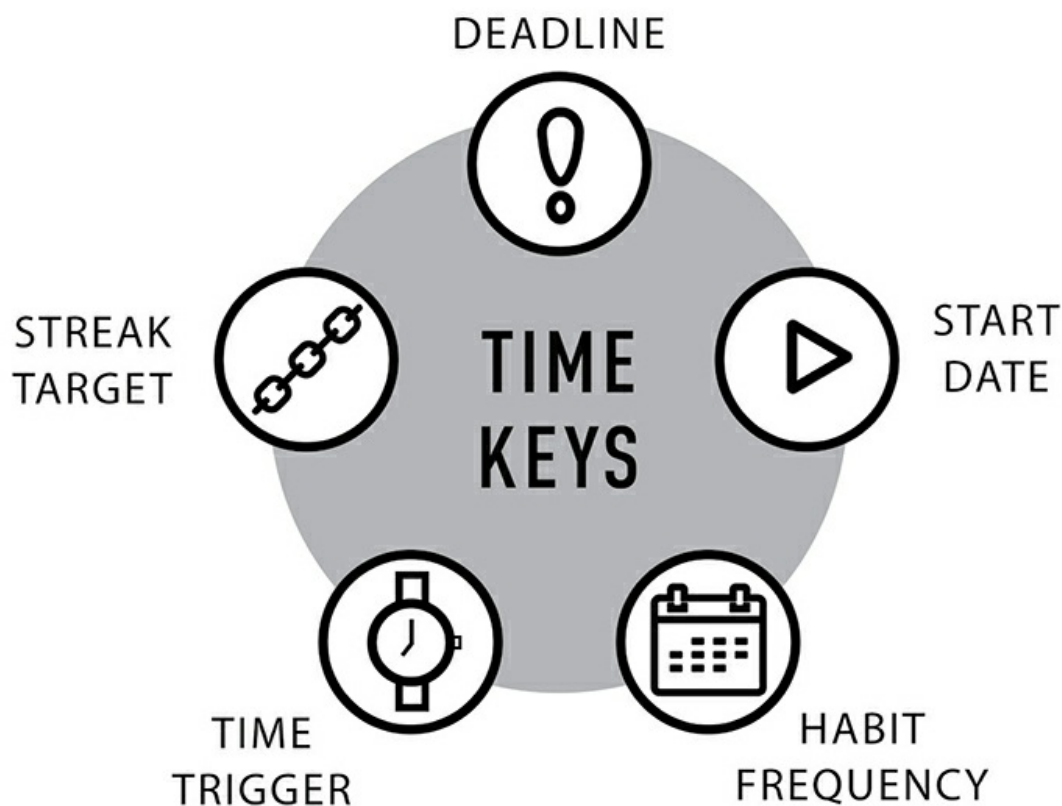 DEADLINE
START
DATE
HABIT
FREQUENCY
TIME
TRIGGER
STREAK
TARGET
TIME
KEYS